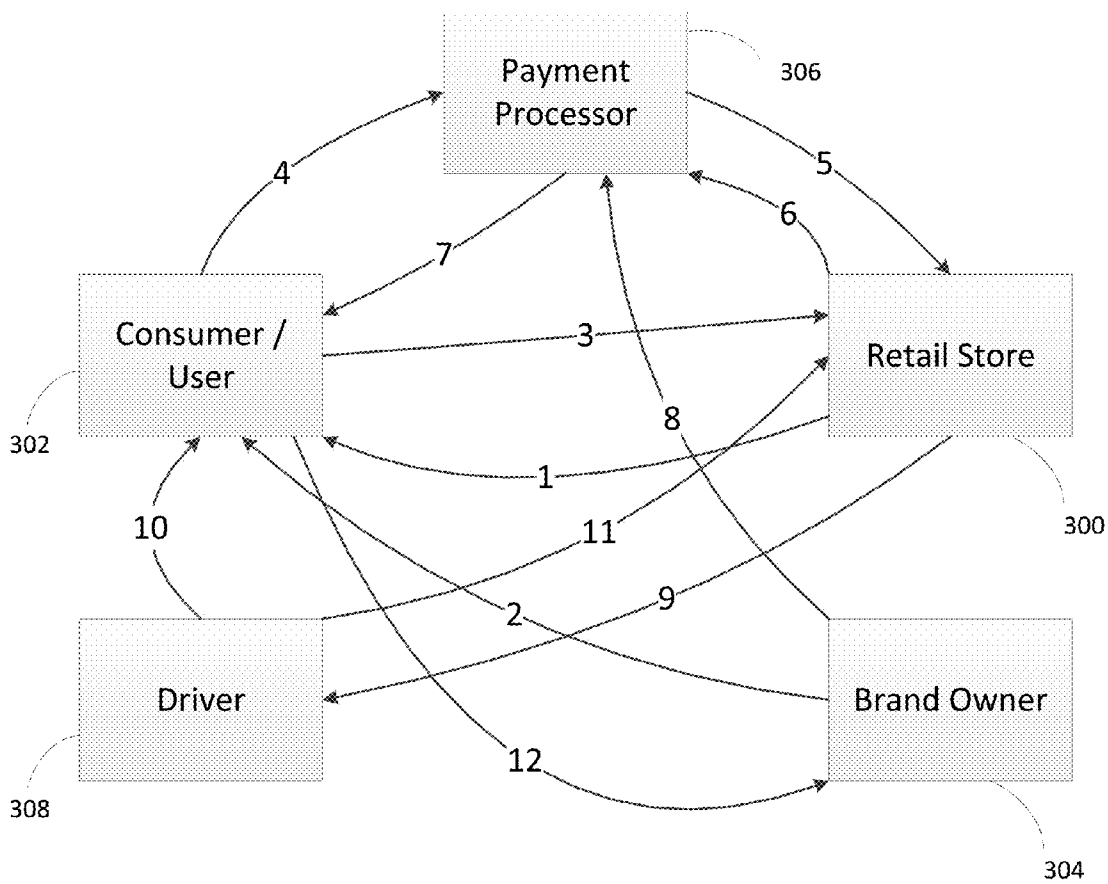 Payment
Processor
306
4
5
6
7
Consumer /
User
3
Retail Store
8
302
1
300
10
11
2
9
Driver
Brand Owner
12
308
304